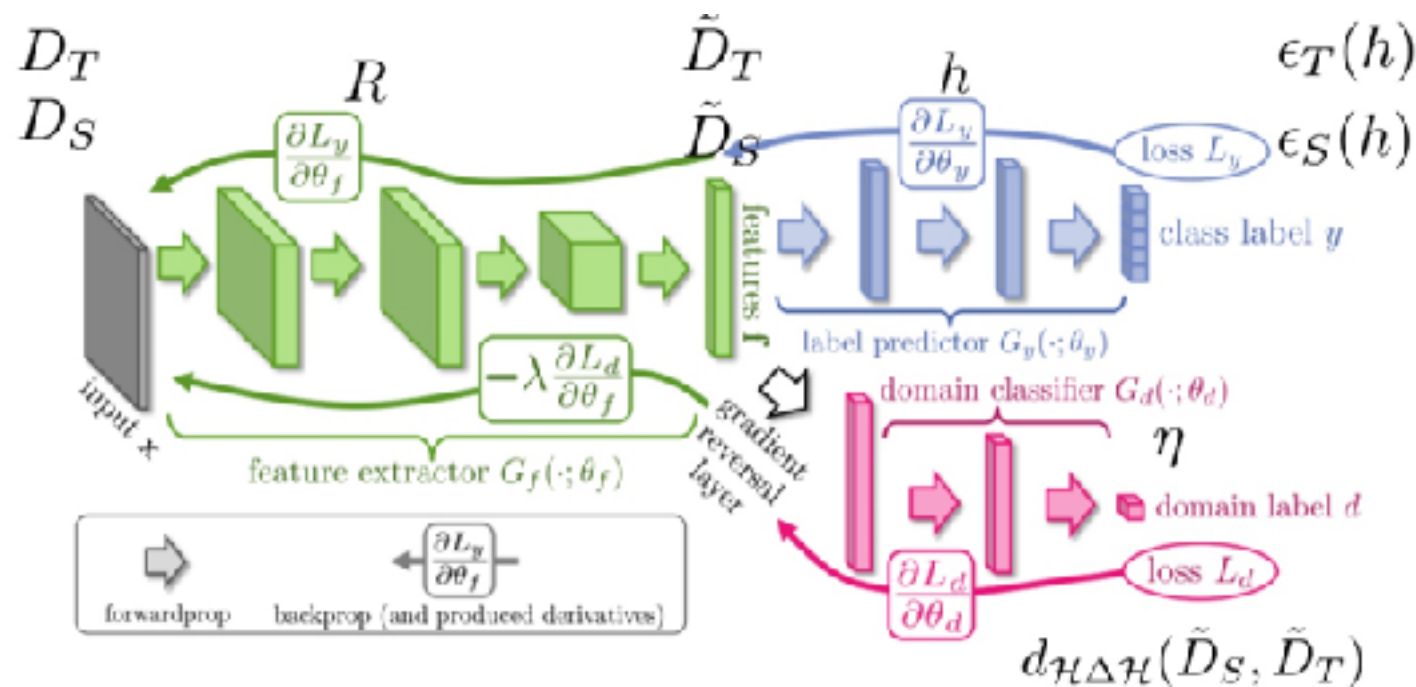 D_T
D_S
R
D̃_T
D̃_S
h
ϵ_T(h)
ϵ_S(h)
∂L_y/∂θ_f
∂L_y/∂θ_y
loss L_y
features f
class label y
label predictor G_y(·; θ_y)
input x
−λ ∂L_d/∂θ_f
feature extractor G_f(·; θ_f)
gradient
reversal
layer
domain classifier G_d(·; θ_d)
η
domain label d
∂L_d/∂θ_d
loss L_d
d_{ℋΔℋ}(D̃_S, D̃_T)
∂L_y/∂θ_f
forwardprop
backprop (and produced derivatives)